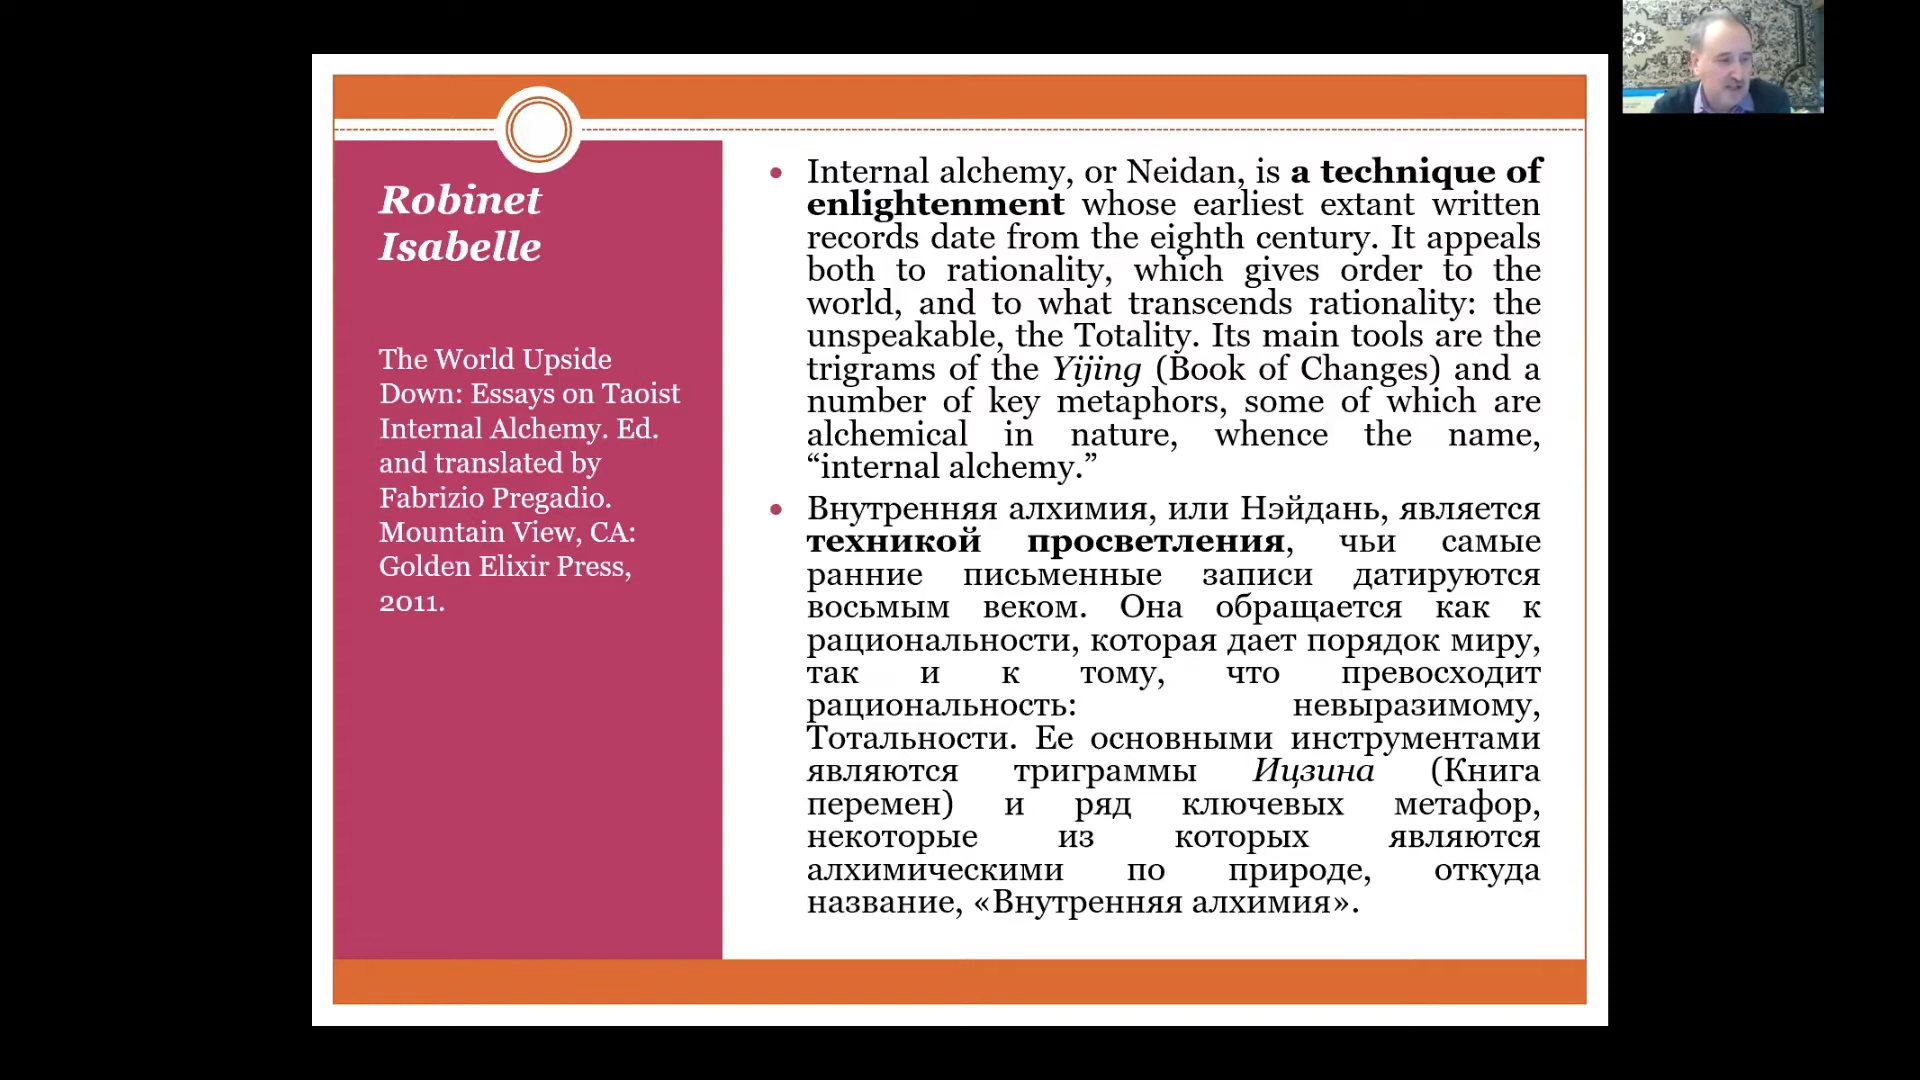 Robinet
Isabelle
The World Upside
Down: Essays on Taoist
Internal Alchemy. Ed.
and translated by
Fabrizio Pregadio.
Mountain View, CA:
Golden Elixir Press,
2011.
• Internal alchemy, or Neidan, is a technique of
enlightenment whose earliest extant written
records date from the eighth century. It appeals
both to rationality, which gives order to the
world, and to what transcends rationality: the
unspeakable, the Totality. Its main tools are the
trigrams of the Yijing (Book of Changes) and a
number of key metaphors, some of which are
alchemical in nature, whence the name,
“internal alchemy.”
• Внутренняя алхимия, или Нэйдань, является
техникой просветления, чьи самые
ранние письменные записи датируются
восьмым веком. Она обращается как к
рациональности, которая дает порядок миру,
так и к тому, что превосходит
рациональность: невыразимому,
Тотальности. Ее основными инструментами
являются триграммы Ицзина (Книга
перемен) и ряд ключевых метафор,
некоторые из которых являются
алхимическими по природе, откуда
название, «Внутренняя алхимия».